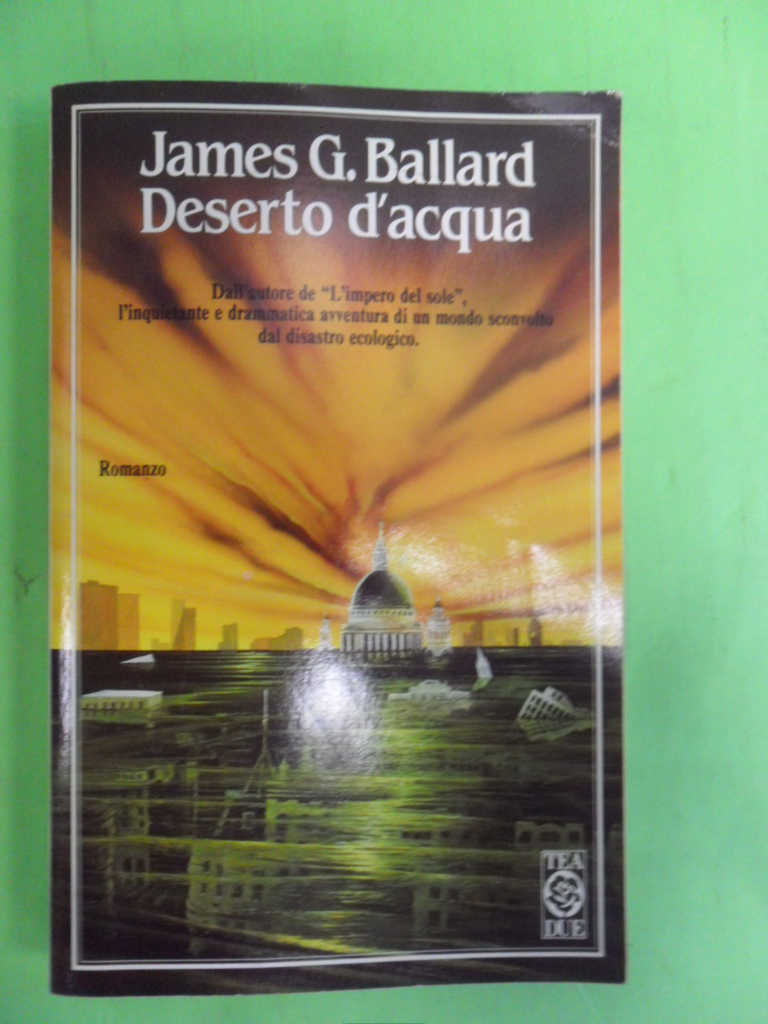 James G. Ballard
Deserto d'acqua
Dall'autore de "L'impero del sole",
l'inquietante e drammatica avventura di un mondo sconvolto
dal disastro ecologico.
Romanzo
TEA
DUE